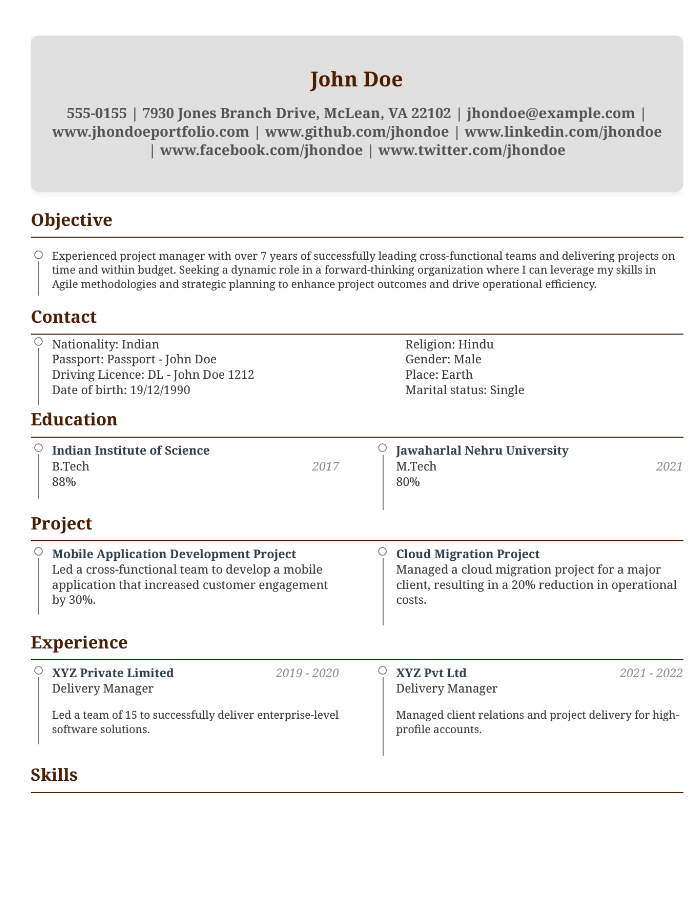 John Doe
555-0155 | 7930 Jones Branch Drive, McLean, VA 22102 | jhondoe@example.com |
www.jhondoeportfolio.com | www.github.com/jhondoe | www.linkedin.com/jhondoe
| www.facebook.com/jhondoe | www.twitter.com/jhondoe
Objective
Experienced project manager with over 7 years of successfully leading cross-functional teams and delivering projects on
time and within budget. Seeking a dynamic role in a forward-thinking organization where I can leverage my skills in
Agile methodologies and strategic planning to enhance project outcomes and drive operational efficiency.
Contact
Nationality: Indian
Passport: Passport - John Doe
Driving Licence: DL - John Doe 1212
Date of birth: 19/12/1990
Religion: Hindu
Gender: Male
Place: Earth
Marital status: Single
Education
Indian Institute of Science
B.Tech 2017
88%
Jawaharlal Nehru University
M.Tech 2021
80%
Project
Mobile Application Development Project
Led a cross-functional team to develop a mobile
application that increased customer engagement
by 30%.
Cloud Migration Project
Managed a cloud migration project for a major
client, resulting in a 20% reduction in operational
costs.
Experience
XYZ Private Limited 2019 - 2020
Delivery Manager
Led a team of 15 to successfully deliver enterprise-level
software solutions.
XYZ Pvt Ltd 2021 - 2022
Delivery Manager
Managed client relations and project delivery for high-
profile accounts.
Skills